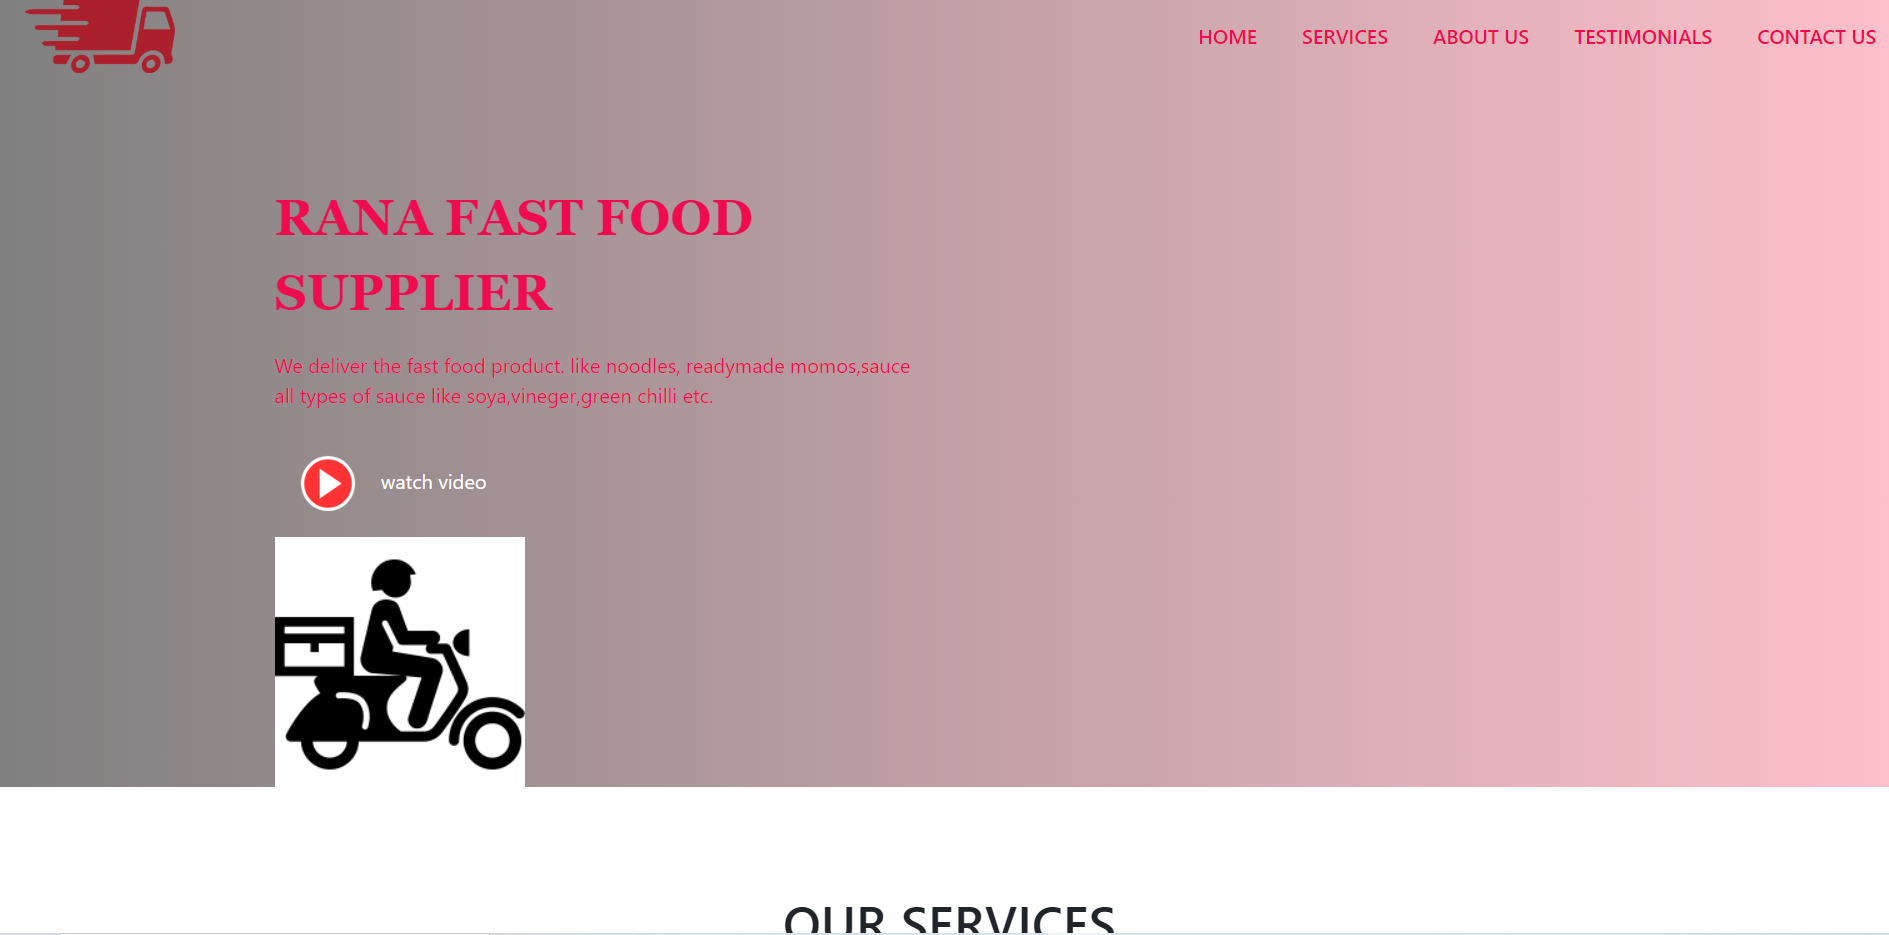 HOME SERVICES ABOUT US TESTIMONIALS CONTACT US
RANA FAST FOOD
SUPPLIER
We deliver the fast food product. like noodles, readymade momos,sauce
all types of sauce like soya,vineger,green chilli etc.
watch video
OUR SERVICES